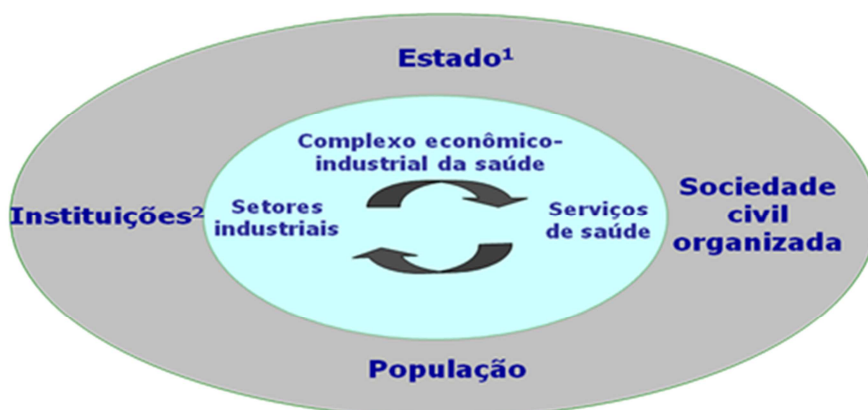 Estado¹
Complexo econômico-
industrial da saúde
Instituições²
Setores
industriais
Serviços
de saúde
Sociedade
civil
organizada
População